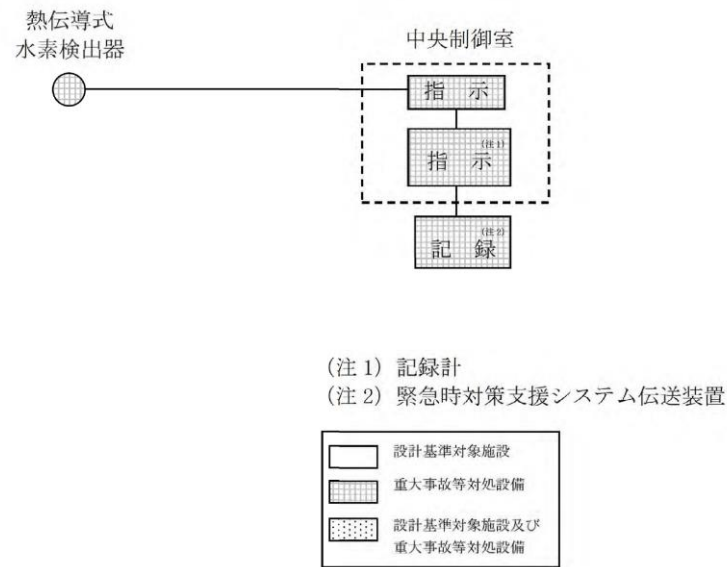 熱伝導式
水素検出器
中央制御室
指 示
指 示(注1)
記 録(注2)
(注1) 記録計
(注2) 緊急時対策支援システム伝送装置
設計基準対象施設
重大事故等対処設備
設計基準対象施設及び
重大事故等対処設備